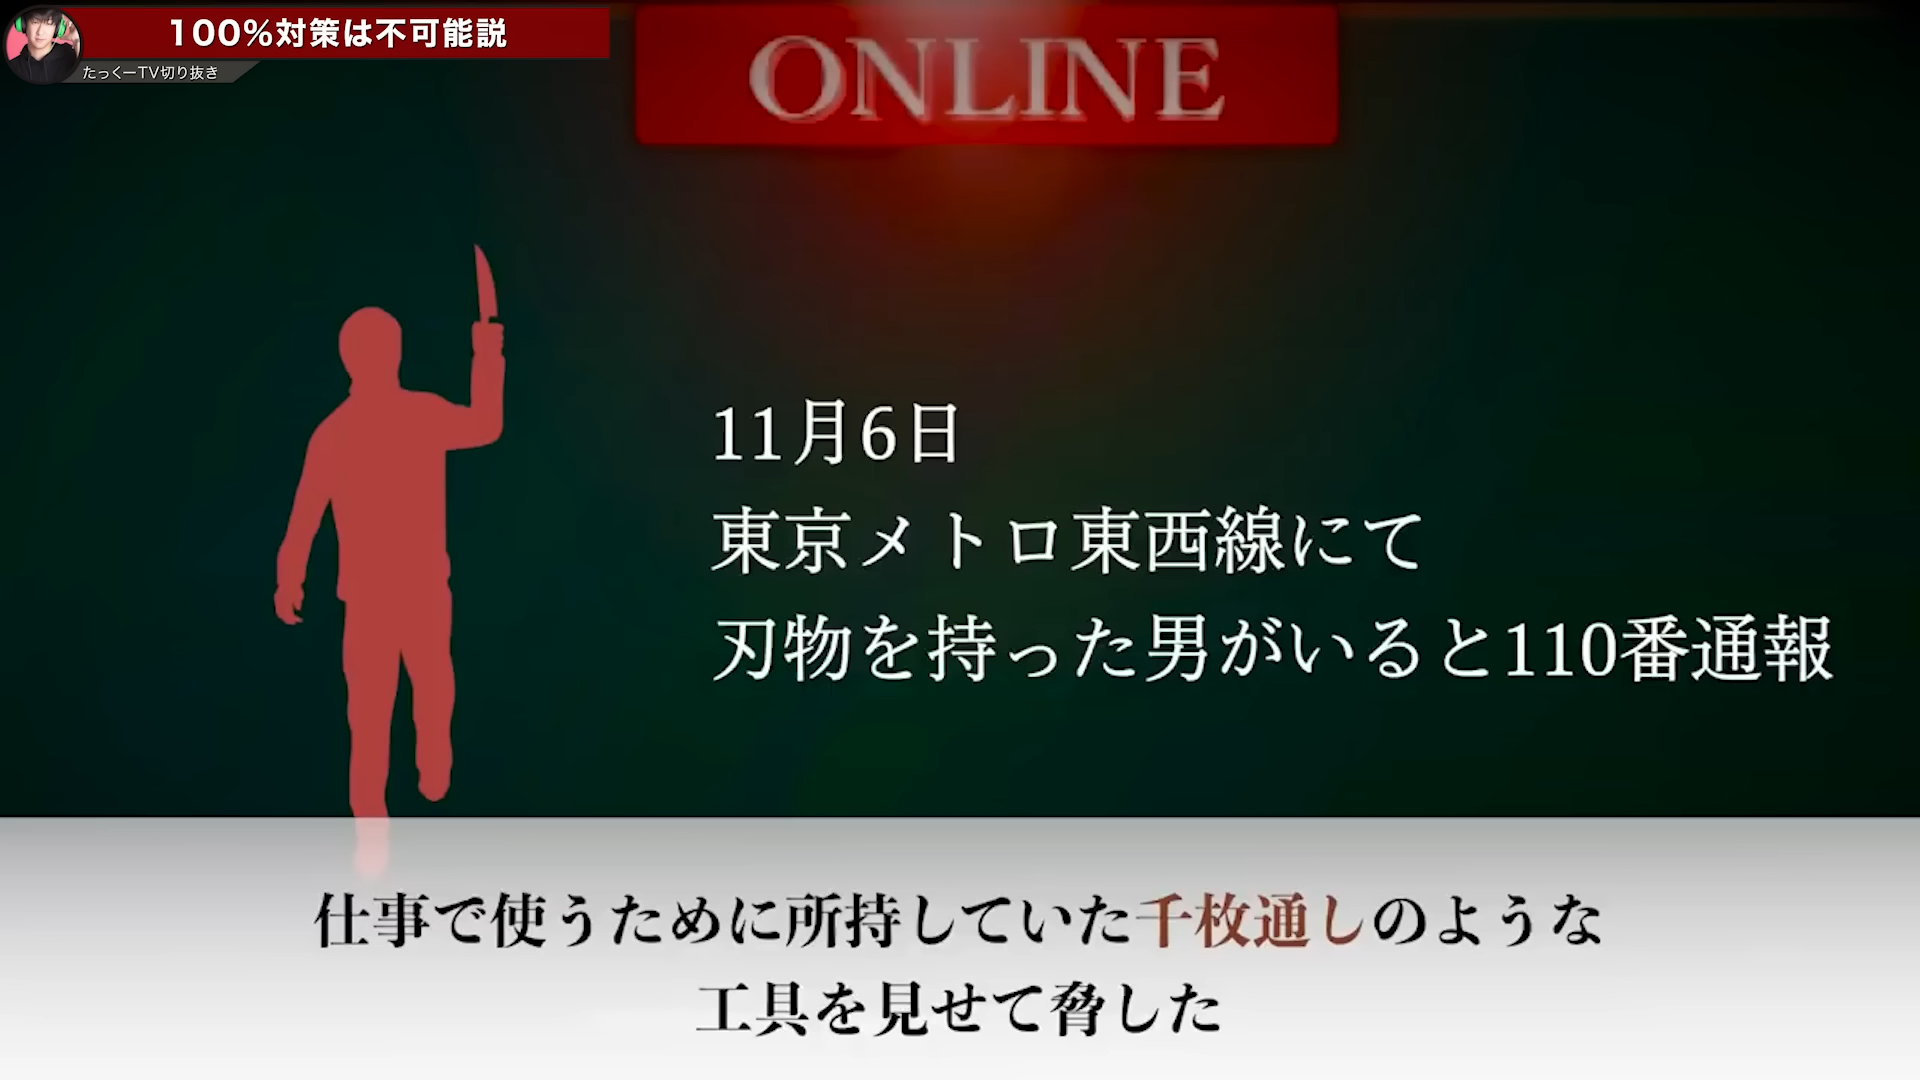 100%対策は不可能説
たっくーTV切り抜き
ONLINE
11月6日
東京メトロ東西線にて
刃物を持った男がいると110番通報
仕事で使うために所持していた千枚通しのような
工具を見せて脅した